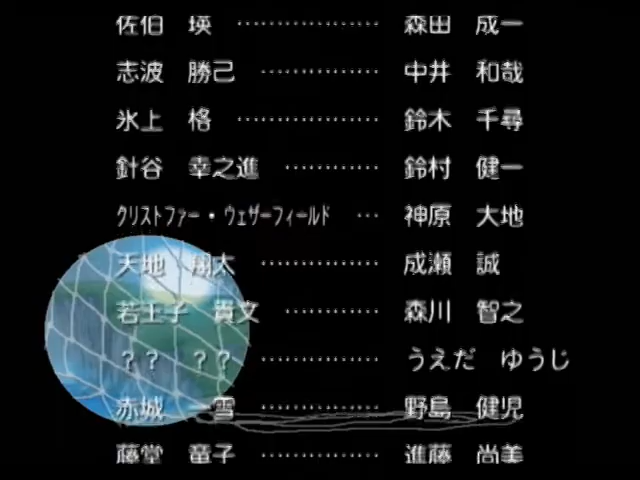 佐伯 瑛 ………………… 森田 成一
志波 勝己 …………… 中井 和哉
氷上 格 ………………… 鈴木 千尋
針谷 幸之進 ………… 鈴村 健一
クリストファー・ウェザーフィールド … 神原 大地
天地 翔太 …………… 成瀬 誠
若王子 貴文 ………… 森川 智之
？？ ？？ …………… うえだ ゆうじ
赤城 一雪 …………… 野島 健児
藤堂 竜子 …………… 進藤 尚美